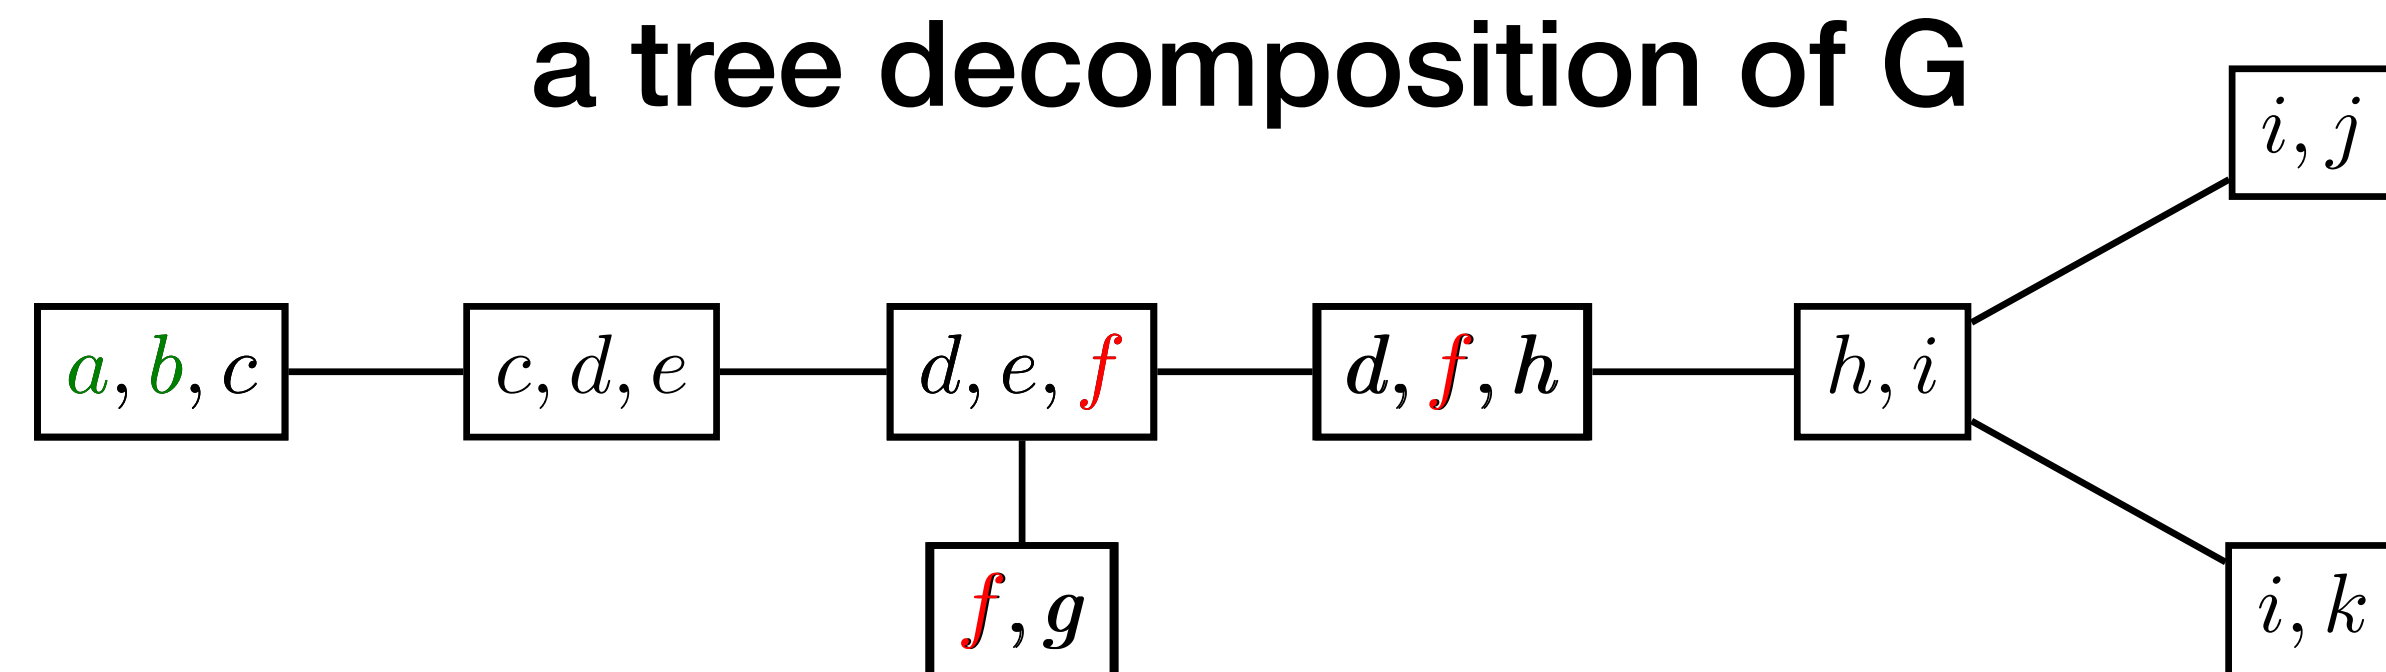 a tree decomposition of G
i, j
a, b, c
c, d, e
d, e, f
d, f, h
h, i
f, g
i, k